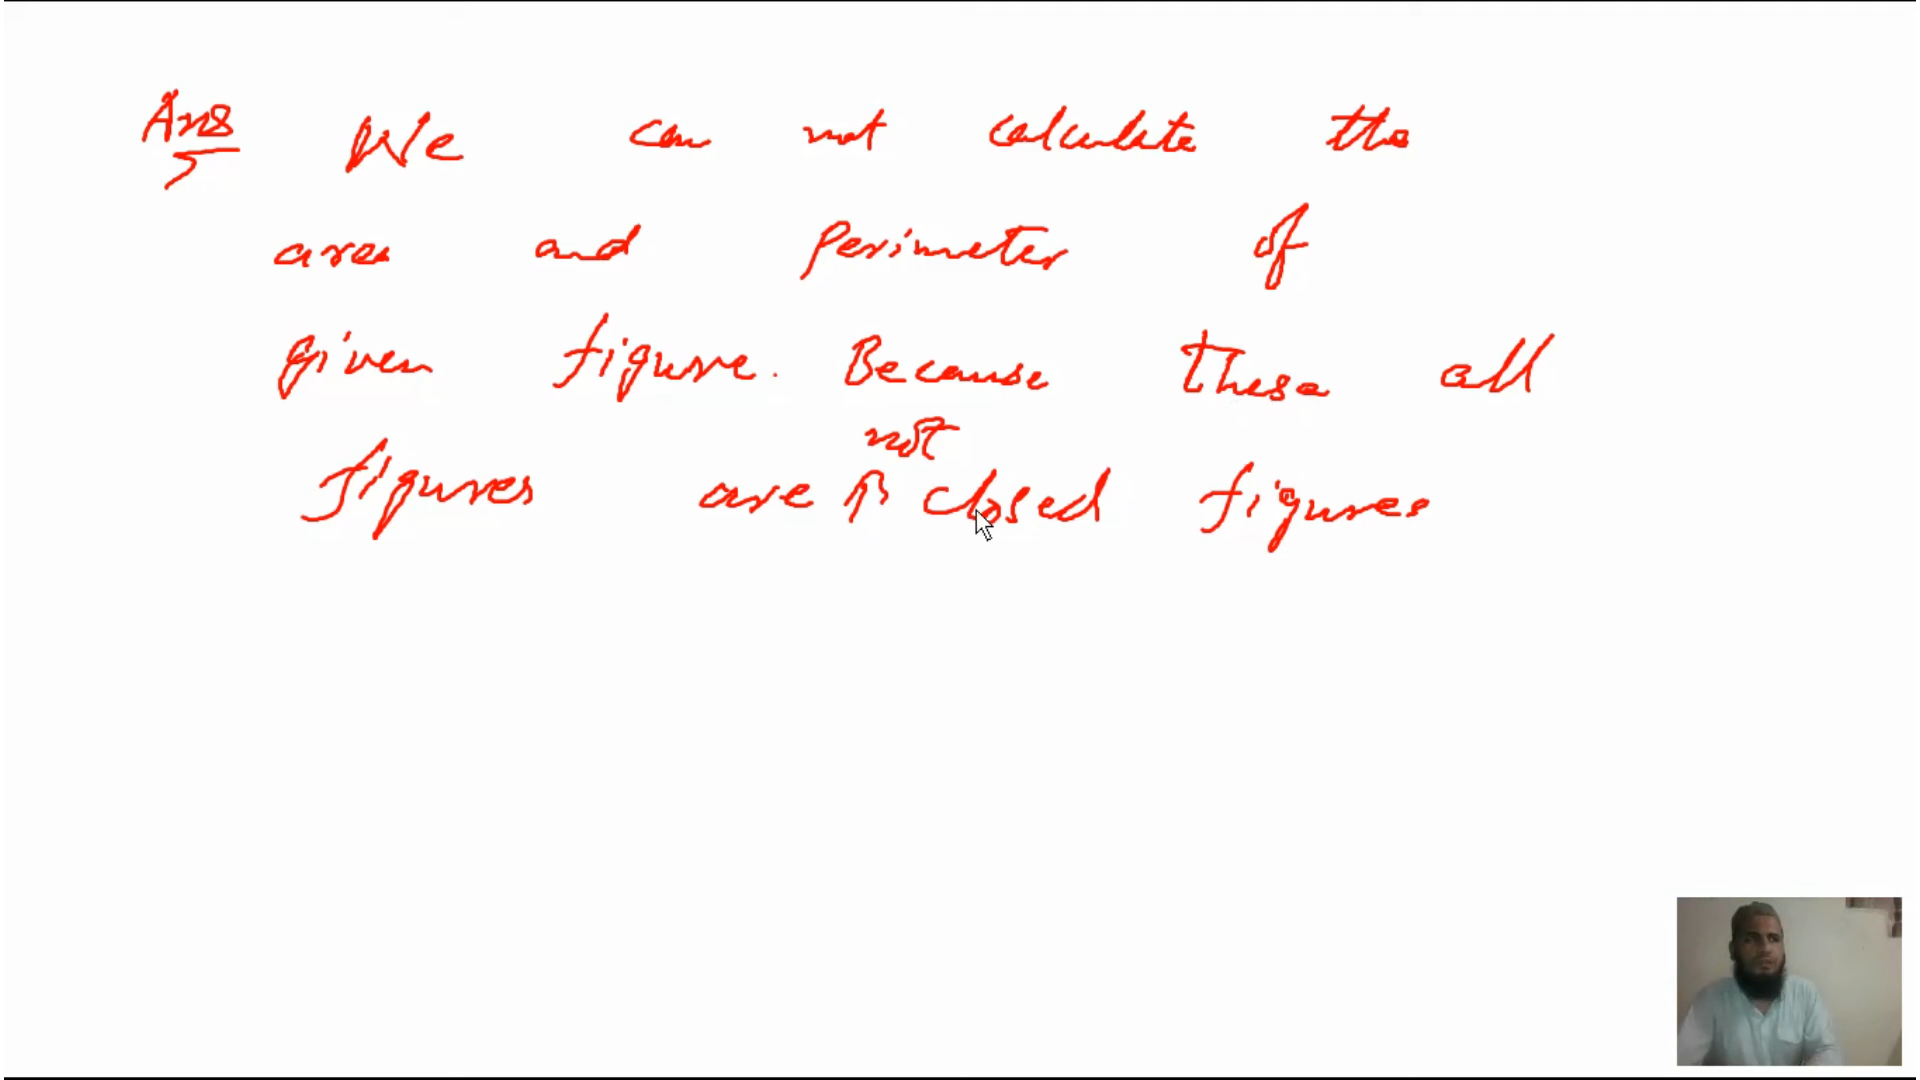 Ans We can not calculate the
area and Perimeter of
given figure. Because these all
not
figures are closed figures